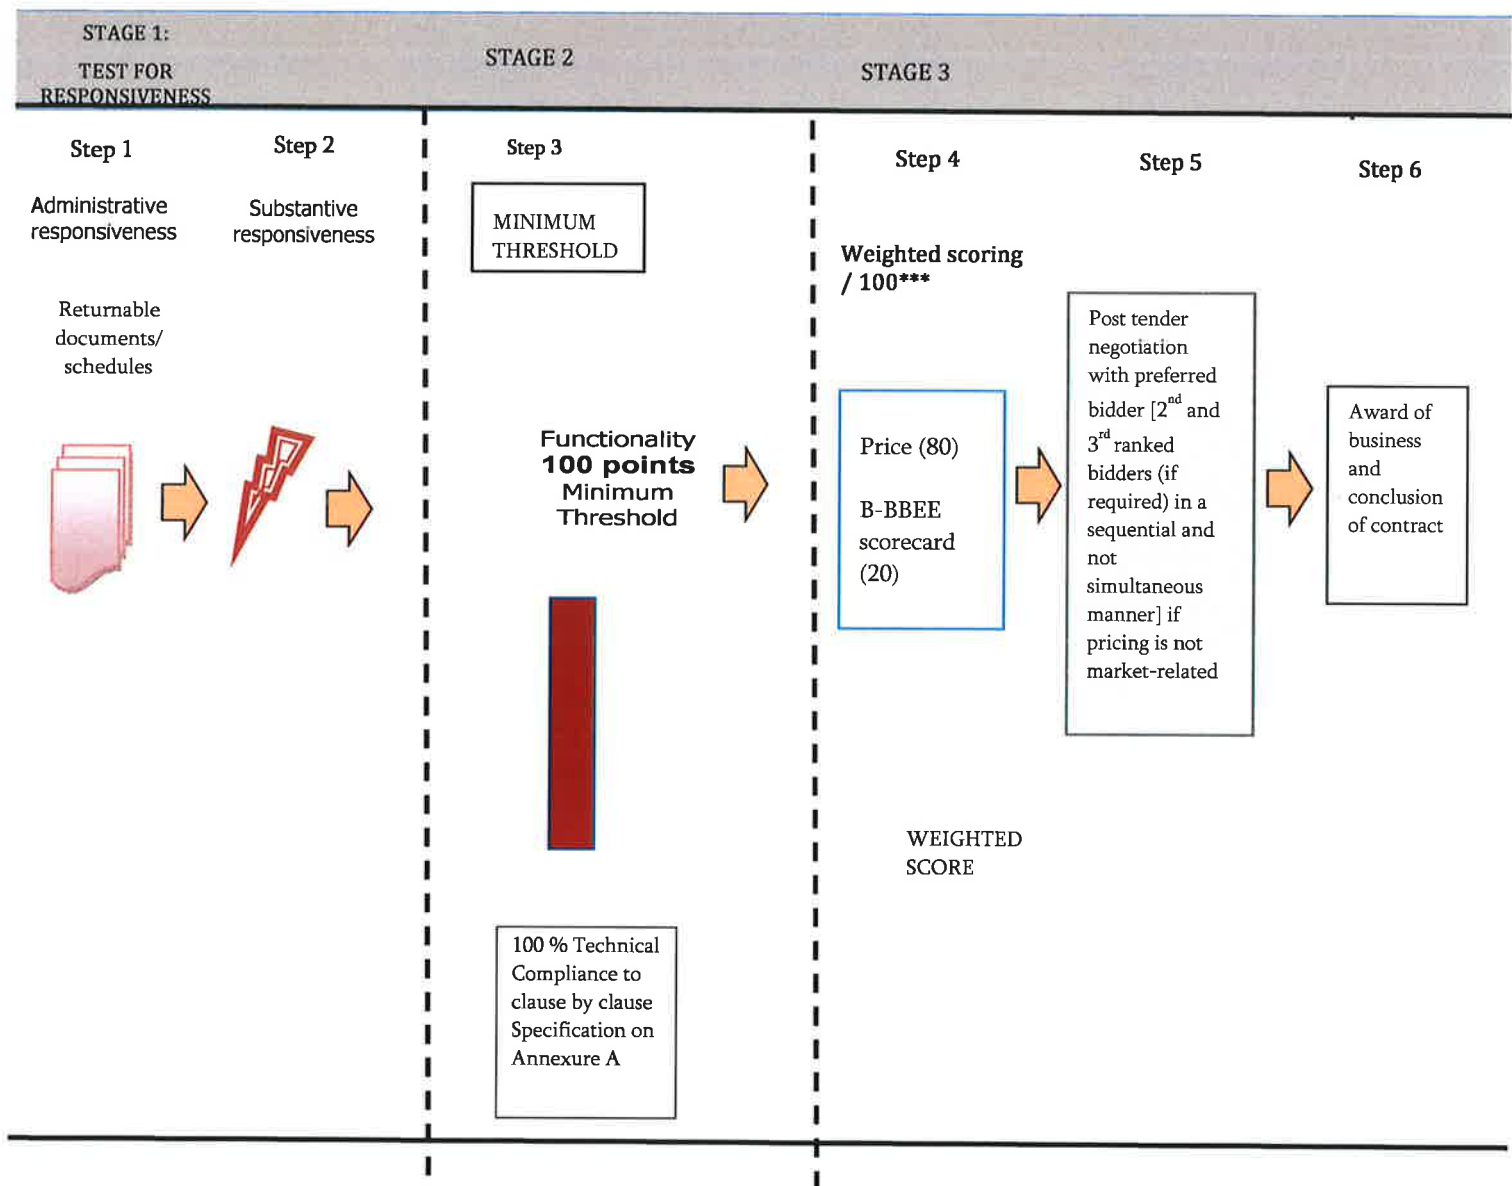 STAGE 1:
TEST FOR
RESPONSIVENESS
STAGE 2
STAGE 3
Step 1
Administrative
responsiveness
Returnable
documents/
schedules
Step 2
Substantive
responsiveness
Step 3
MINIMUM
THRESHOLD
Functionality
100 points
Minimum
Threshold
100 % Technical
Compliance to
clause by clause
Specification on
Annexure A
Step 4
Weighted scoring
/ 100***
Price (80)
B-BBEE
scorecard
(20)
WEIGHTED
SCORE
Step 5
Post tender
negotiation
with preferred
bidder [2nd and
3rd ranked
bidders (if
required) in a
sequential and
not
simultaneous
manner] if
pricing is not
market-related
Step 6
Award of
business
and
conclusion
of contract